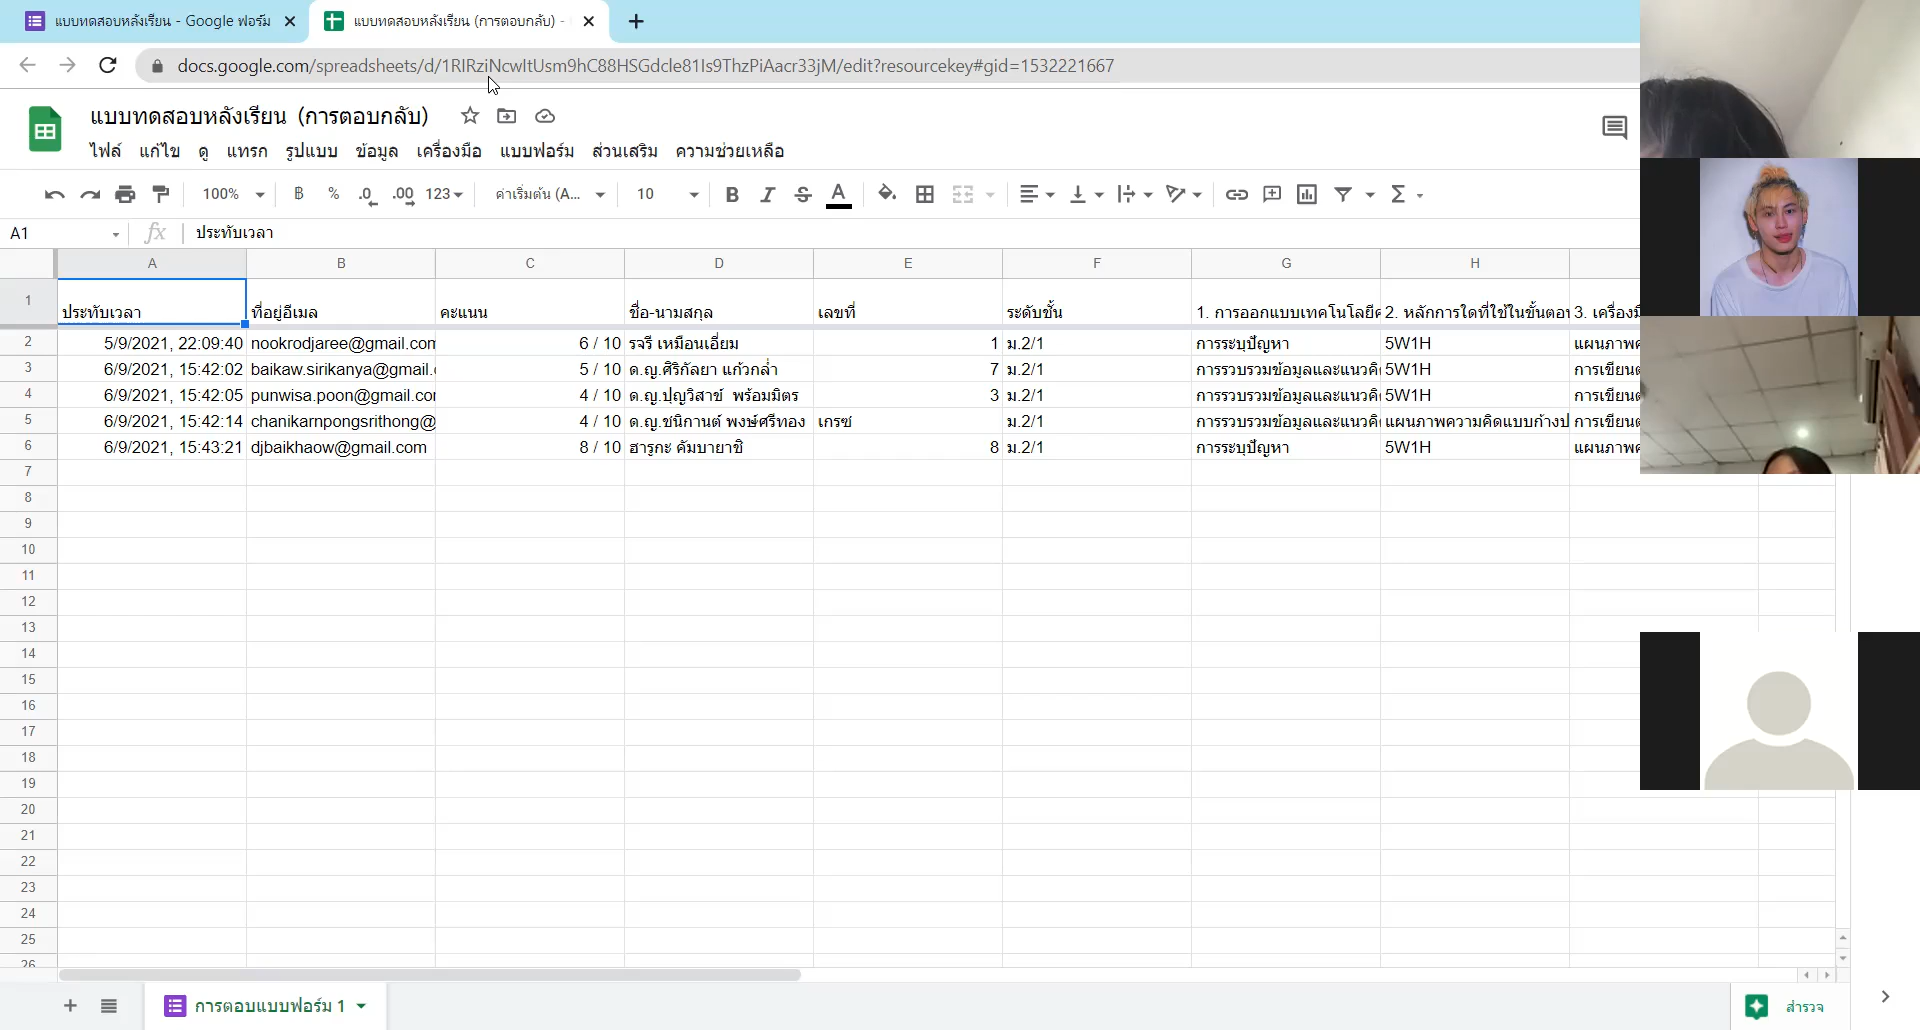 แบบทดสอบหลังเรียน - Google ฟอร์ม
แบบทดสอบหลังเรียน (การตอบกลับ) -
docs.google.com/spreadsheets/d/1RIRziNcwItUsm9hC88HSGdcle81Is9ThzPiAacr33jM/edit?resourcekey#gid=1532221667
แบบทดสอบหลังเรียน (การตอบกลับ)
ไฟล์ แก้ไข ดู แทรก รูปแบบ ข้อมูล เครื่องมือ แบบฟอร์ม ส่วนเสริม ความช่วยเหลือ
100% ฿ % .0 .00 123 ค่าเริ่มต้น (A... 10 B I S A Σ
A1 fx ประทับเวลา
A B C D E F G H
1 ประทับเวลา ที่อยู่อีเมล คะแนน ชื่อ-นามสกุล เลขที่ ระดับชั้น 1. การออกแบบเทคโนโลยี 2. หลักการใดที่ใช้ในขั้นตอน 3. เครื่องมื
2 5/9/2021, 22:09:40 nookrodjaree@gmail.com 6 / 10 รจรี เหมือนเอี่ยม 1 ม.2/1 การระบุปัญหา 5W1H แผนภาพค
3 6/9/2021, 15:42:02 baikaw.sirikanya@gmail. 5 / 10 ด.ญ.ศิริกัลยา แก้วกล่ำ 7 ม.2/1 การรวบรวมข้อมูลและแนวคิ 5W1H การเขียน
4 6/9/2021, 15:42:05 punwisa.poon@gmail.co 4 / 10 ด.ญ.ปุญวิสาช์ พร้อมมิตร 3 ม.2/1 การรวบรวมข้อมูลและแนวคิ 5W1H การเขียน
5 6/9/2021, 15:42:14 chanikarnpongsrithong@ 4 / 10 ด.ญ.ชนิกานต์ พงษ์ศรีทอง เกรซ ม.2/1 การรวบรวมข้อมูลและแนวคิ แผนภาพความคิดแบบก้างป การเขียน
6 6/9/2021, 15:43:21 djbaikhaow@gmail.com 8 / 10 ฮารูกะ คัมบายาชิ 8 ม.2/1 การระบุปัญหา 5W1H แผนภาพค
7
8
9
10
11
12
13
14
15
16
17
18
19
20
21
22
23
24
25
26
การตอบแบบฟอร์ม 1
สำรวจ